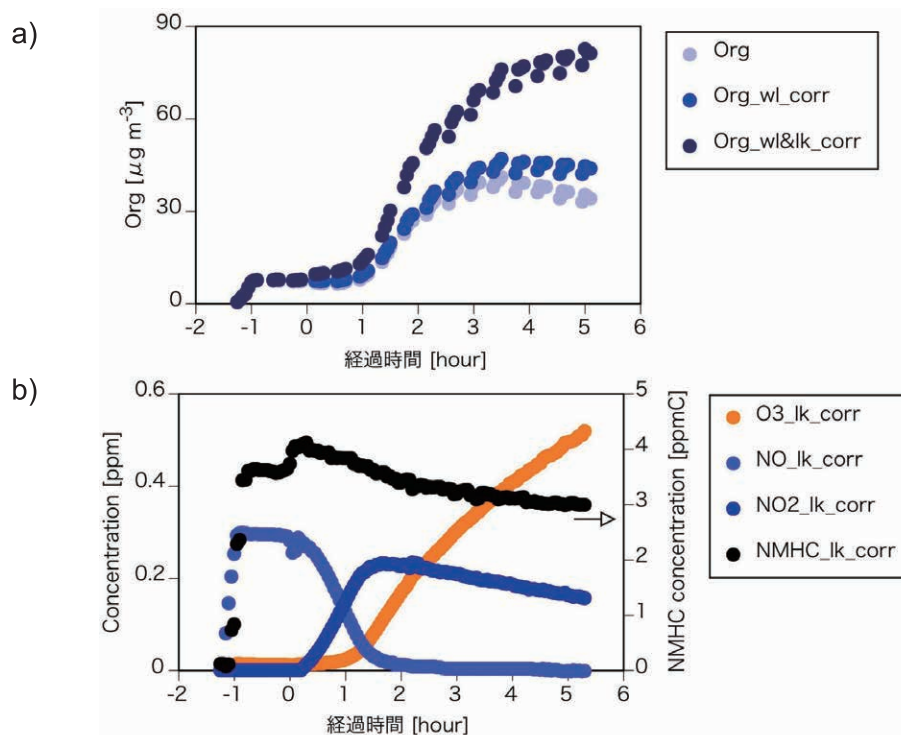 a)
90
60
30
0
Org [μg m-3]
-2 -1 0 1 2 3 4 5 6
経過時間 [hour]
Org
Org_wl_corr
Org_wl&lk_corr
b)
0.6
0.4
0.2
0
Concentration [ppm]
5
4
3
2
1
0
NMHC concentration [ppmC]
-2 -1 0 1 2 3 4 5 6
経過時間 [hour]
O3_lk_corr
NO_lk_corr
NO2_lk_corr
NMHC_lk_corr